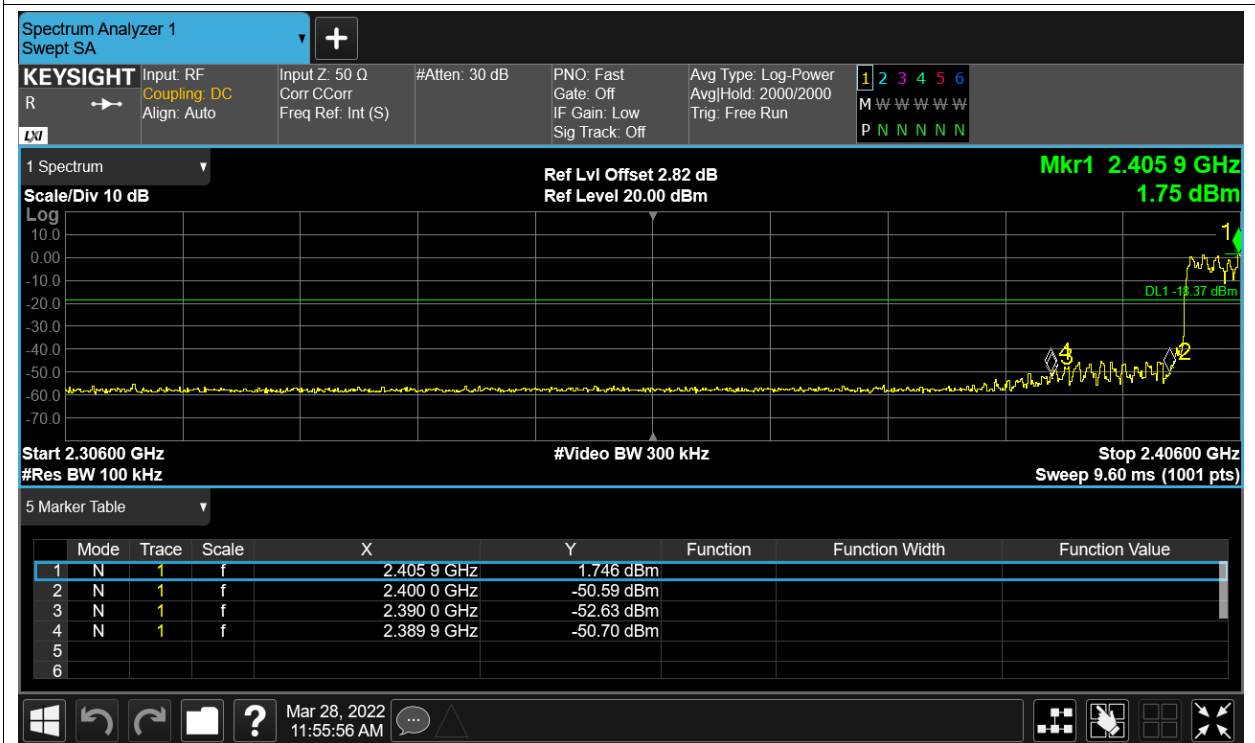 Spectrum Analyzer 1
Swept SA
KEYSIGHT
R
LXI
Input: RF
Coupling: DC
Align: Auto
Input Z: 50 Ω
Corr CCorr
Freq Ref: Int (S)
#Atten: 30 dB
PNO: Fast
Gate: Off
IF Gain: Low
Sig Track: Off
Avg Type: Log-Power
Avg|Hold: 2000/2000
Trig: Free Run
1 2 3 4 5 6
M W W W W W
P N N N N N
1 Spectrum
Scale/Div 10 dB
Ref Lvl Offset 2.82 dB
Ref Level 20.00 dBm
Mkr1 2.405 9 GHz
1.75 dBm
Log
10.0
0.00
-10.0
-20.0
-30.0
-40.0
-50.0
-60.0
-70.0
1
DL1 -18.37 dBm
4
3
2
Start 2.30600 GHz
#Video BW 300 kHz
Stop 2.40600 GHz
#Res BW 100 kHz
Sweep 9.60 ms (1001 pts)
5 Marker Table
Mode Trace Scale X Y Function Function Width Function Value
1 N 1 f 2.405 9 GHz 1.746 dBm
2 N 1 f 2.400 0 GHz -50.59 dBm
3 N 1 f 2.390 0 GHz -52.63 dBm
4 N 1 f 2.389 9 GHz -50.70 dBm
5
6
?
Mar 28, 2022
11:55:56 AM